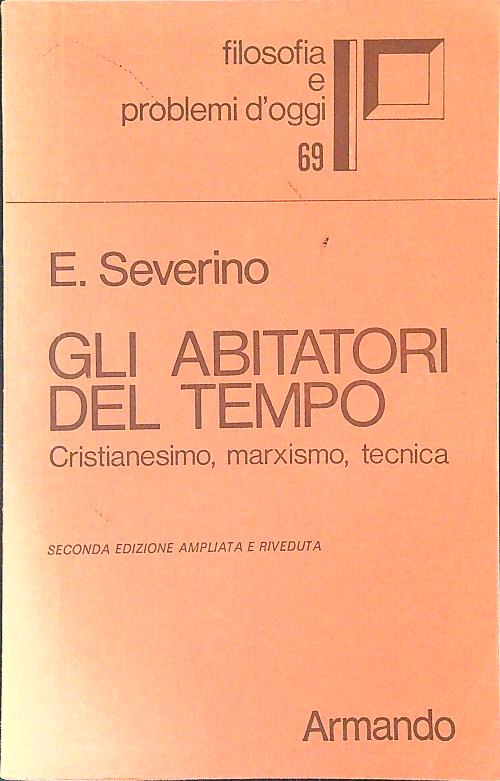 filosofia
e
problemi d'oggi
69
E. Severino
GLI ABITATORI
DEL TEMPO
Cristianesimo, marxismo, tecnica
SECONDA EDIZIONE AMPLIATA E RIVEDUTA
Armando